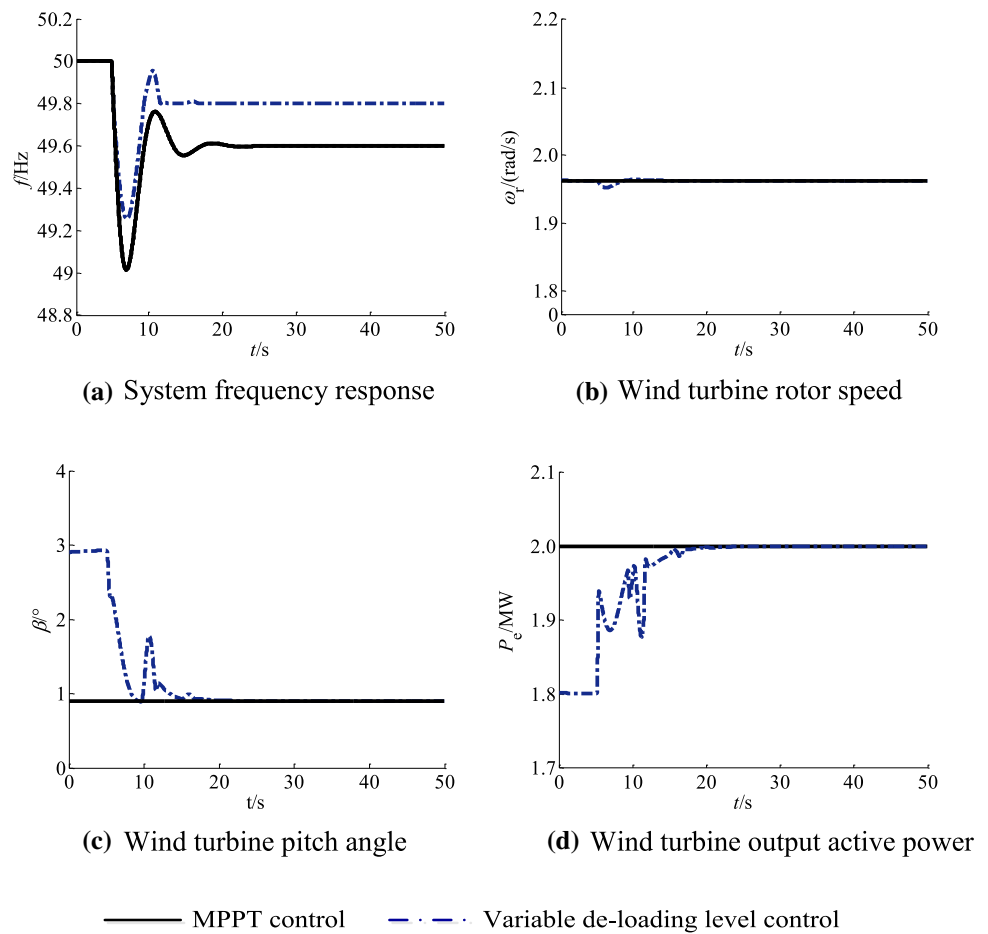 50.2
50
49.8
49.6
49.4
49.2
49
48.8
f/Hz
0 10 20 30 40 50
t/s
(a) System frequency response
2.2
2.1
2.0
1.9
1.8
0
ωr/(rad/s)
0 10 20 30 40 50
t/s
(b) Wind turbine rotor speed
4
3
2
1
0
β/°
0 10 20 30 40 50
t/s
(c) Wind turbine pitch angle
2.1
2.0
1.9
1.8
1.7
Pe/MW
0 10 20 30 40 50
t/s
(d) Wind turbine output active power
MPPT control Variable de-loading level control